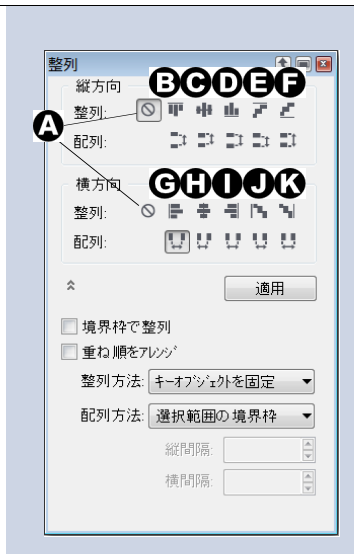 整列
縦方向
B C D E F
整列:
A
配列:
横方向
G H I J K
整列:
配列:
適用
境界枠で整列
重ね順をアレンジ
整列方法: キーオブジェクトを固定
配列方法: 選択範囲の境界枠
縦間隔:
横間隔: